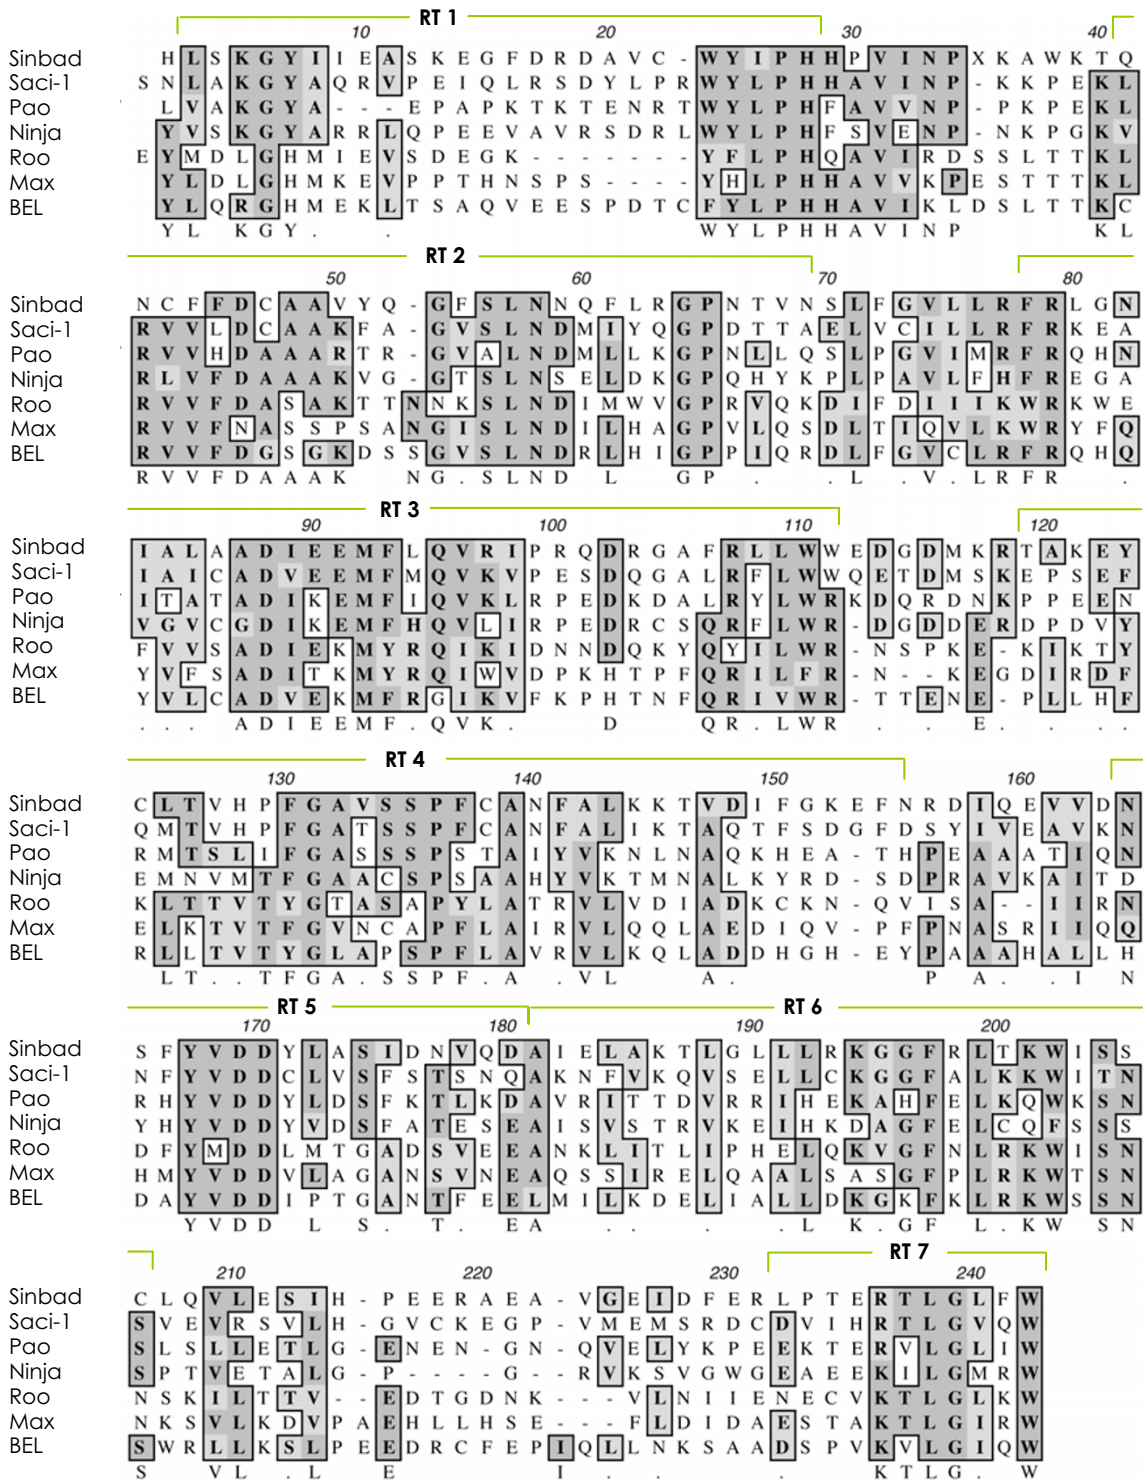 RT 1
10 20 30 40
Sinbad H L S K G Y I I E A S K E G F D R D A V C - W Y I P H H P V I N P X K A W K T Q
Saci-1 S N L A K G Y A Q R V P E I Q L R S D Y L P R W Y L P H H A V I N P - K K P E K L
Pao L V A K G Y A - - - E P A P K T K T E N R T W Y L P H F A V V N P - P K P E K L
Ninja Y V S K G Y A R R L Q P E E V A V R S D R L W Y L P H F S V E N P - N K P G K V
Roo E Y M D L G H M I E V S D E G K - - - - - - - Y F L P H Q A V I R D S S L T T K L
Max Y L D L G H M K E V P P T H N S P S - - - - Y H L P H H A V V K P E S T T T K L
BEL Y L Q R G H M E K L T S A Q V E E S P D T C F Y L P H H A V I K L D S L T T K C
Y L K G Y . . W Y L P H H A V I N P K L
RT 2
50 60 70 80
Sinbad N C F F D C A A V Y Q - G F S L N N Q F L R G P N T V N S L F G V L L R F R L G N
Saci-1 R V V L D C A A K F A - G V S L N D M I Y Q G P D T T A E L V C I L L R F R K E A
Pao R V V H D A A A R T R - G V A L N D M L L K G P N L L Q S L P G V I M R F R Q H N
Ninja R L V F D A A A K V G - G T S L N S E L D K G P Q H Y K P L P A V L F H F R E G A
Roo R V V F D A S A K T T N N K S L N D I M W V G P R V Q K D I F D I I I K W R K W E
Max R V V F N A S S P S A N G I S L N D I L H A G P V L Q S D L T I Q V L K W R Y F Q
BEL R V V F D G S G K D S S G V S L N D R L H I G P P I Q R D L F G V C L R F R Q H Q
R V V F D A A A K N G . S L N D L G P . . L . V . L R F R
RT 3
90 100 110 120
Sinbad I A L A A D I E E M F L Q V R I P R Q D R G A F R L L W W E D G D M K R T A K E Y
Saci-1 I A I C A D V E E M F M Q V K V P E S D Q G A L R F L W W Q E T D M S K E P S E F
Pao I T A T A D I K E M F I Q V K L R P E D K D A L R Y L W R K D Q R D N K P P E E N
Ninja V G V C G D I K E M F H Q V L I R P E D R C S Q R F L W R - D G D D E R D P D V Y
Roo F V V S A D I E K M Y R Q I K I D N N D Q K Y Q Y I L W R - N S P K E - K I K T Y
Max Y V F S A D I T K M Y R Q I W V D P K H T P F Q R I L F R - N - - K E G D I R D F
BEL Y V L C A D V E K M F R G I K V F K P H T N F Q R I V W R - T T E N E - P L L H F
. . . A D I E E M F . Q V K . D Q R . L W R . . E . . .
RT 4
130 140 150 160
Sinbad C L T V H P F G A V S S P F C A N F A L K K T V D I F G K E F N R D I Q E V V D N
Saci-1 Q M T V H P F G A T S S P F C A N F A L I K T A Q T F S D G F D S Y I V E A V K N
Pao R M T S L I F G A S S S P S T A I Y V K N L N A Q K H E A - T H P E A A A T I Q N
Ninja E M N V M T F G A A C S P S A A H Y V K T M N A L K Y R D - S D P R A V K A I T D
Roo K L T T V T Y G T A S A P Y L A T R V L V D I A D K C K N - Q V I S A - - I I R N
Max E L K T V T F G V N C A P F L A I R V L Q Q L A E D I Q V - P F P N A S R I I Q Q
BEL R L L T V T Y G L A P S P F L A V R V L K Q L A D D H G H - E Y P A A H A L L H
L T . . T F G A . S S P F . A . V L A . P A . . I N
RT 5 RT 6
170 180 190 200
Sinbad S F Y V D D Y L A S I D N V Q D A I E L A K T L G L L L R K G G F R L T K W I S S
Saci-1 N F Y V D D C L V S F S T S N Q A K N F V K Q V S E L L C K G G F A L K K W I T N
Pao R H Y V D D Y L D S F K T L K D A V R I T T D V R R I H E K A H F E L K Q W K S N
Ninja Y H Y V D D Y V D S F A T E S E A I S V S T R V K E I H K D A G F E L C Q F S S S
Roo D F Y M D D L M T G A D S V E E A N K L I T L I P H E L Q K V G F N L R K W I S N
Max H M Y V D D V L A G A N S V N E A Q S S I R E L Q A A L S A S G F P L R K W T S N
BEL D A Y V D D I P T G A N T F E E L M I L K D E L I A L L D K G K F K L R K W S S N
Y V D D L S . T . E A . . . . L K . G F L . K W S N
RT 7
210 220 230 240
Sinbad C L Q V L E S I H - P E E R A E A - V G E I D F E R L P T E R T L G L F W
Saci-1 S V E V R S V L H - G V C K E G P - V M E M S R D C D V I H R T L G V Q W
Pao S L S L L E T L G - E N E N - G N - Q V E L Y K P E E K T E R V L G L I W
Ninja S P T V E T A L G - P - - - - G - - R V K S V G W G E A E E K I L G M R W
Roo N S K I L T T V - - E D T G D N K - - - V L N I I E N E C V K T L G L K W
Max N K S V L K D V P A E H L L H S E - - - F L D I D A E S T A K T L G I R W
BEL S W R L L K S L P E E D R C F E P I Q L L N K S A A D S P V K V L G I Q W
S V L . L E I . . . K T L G . W